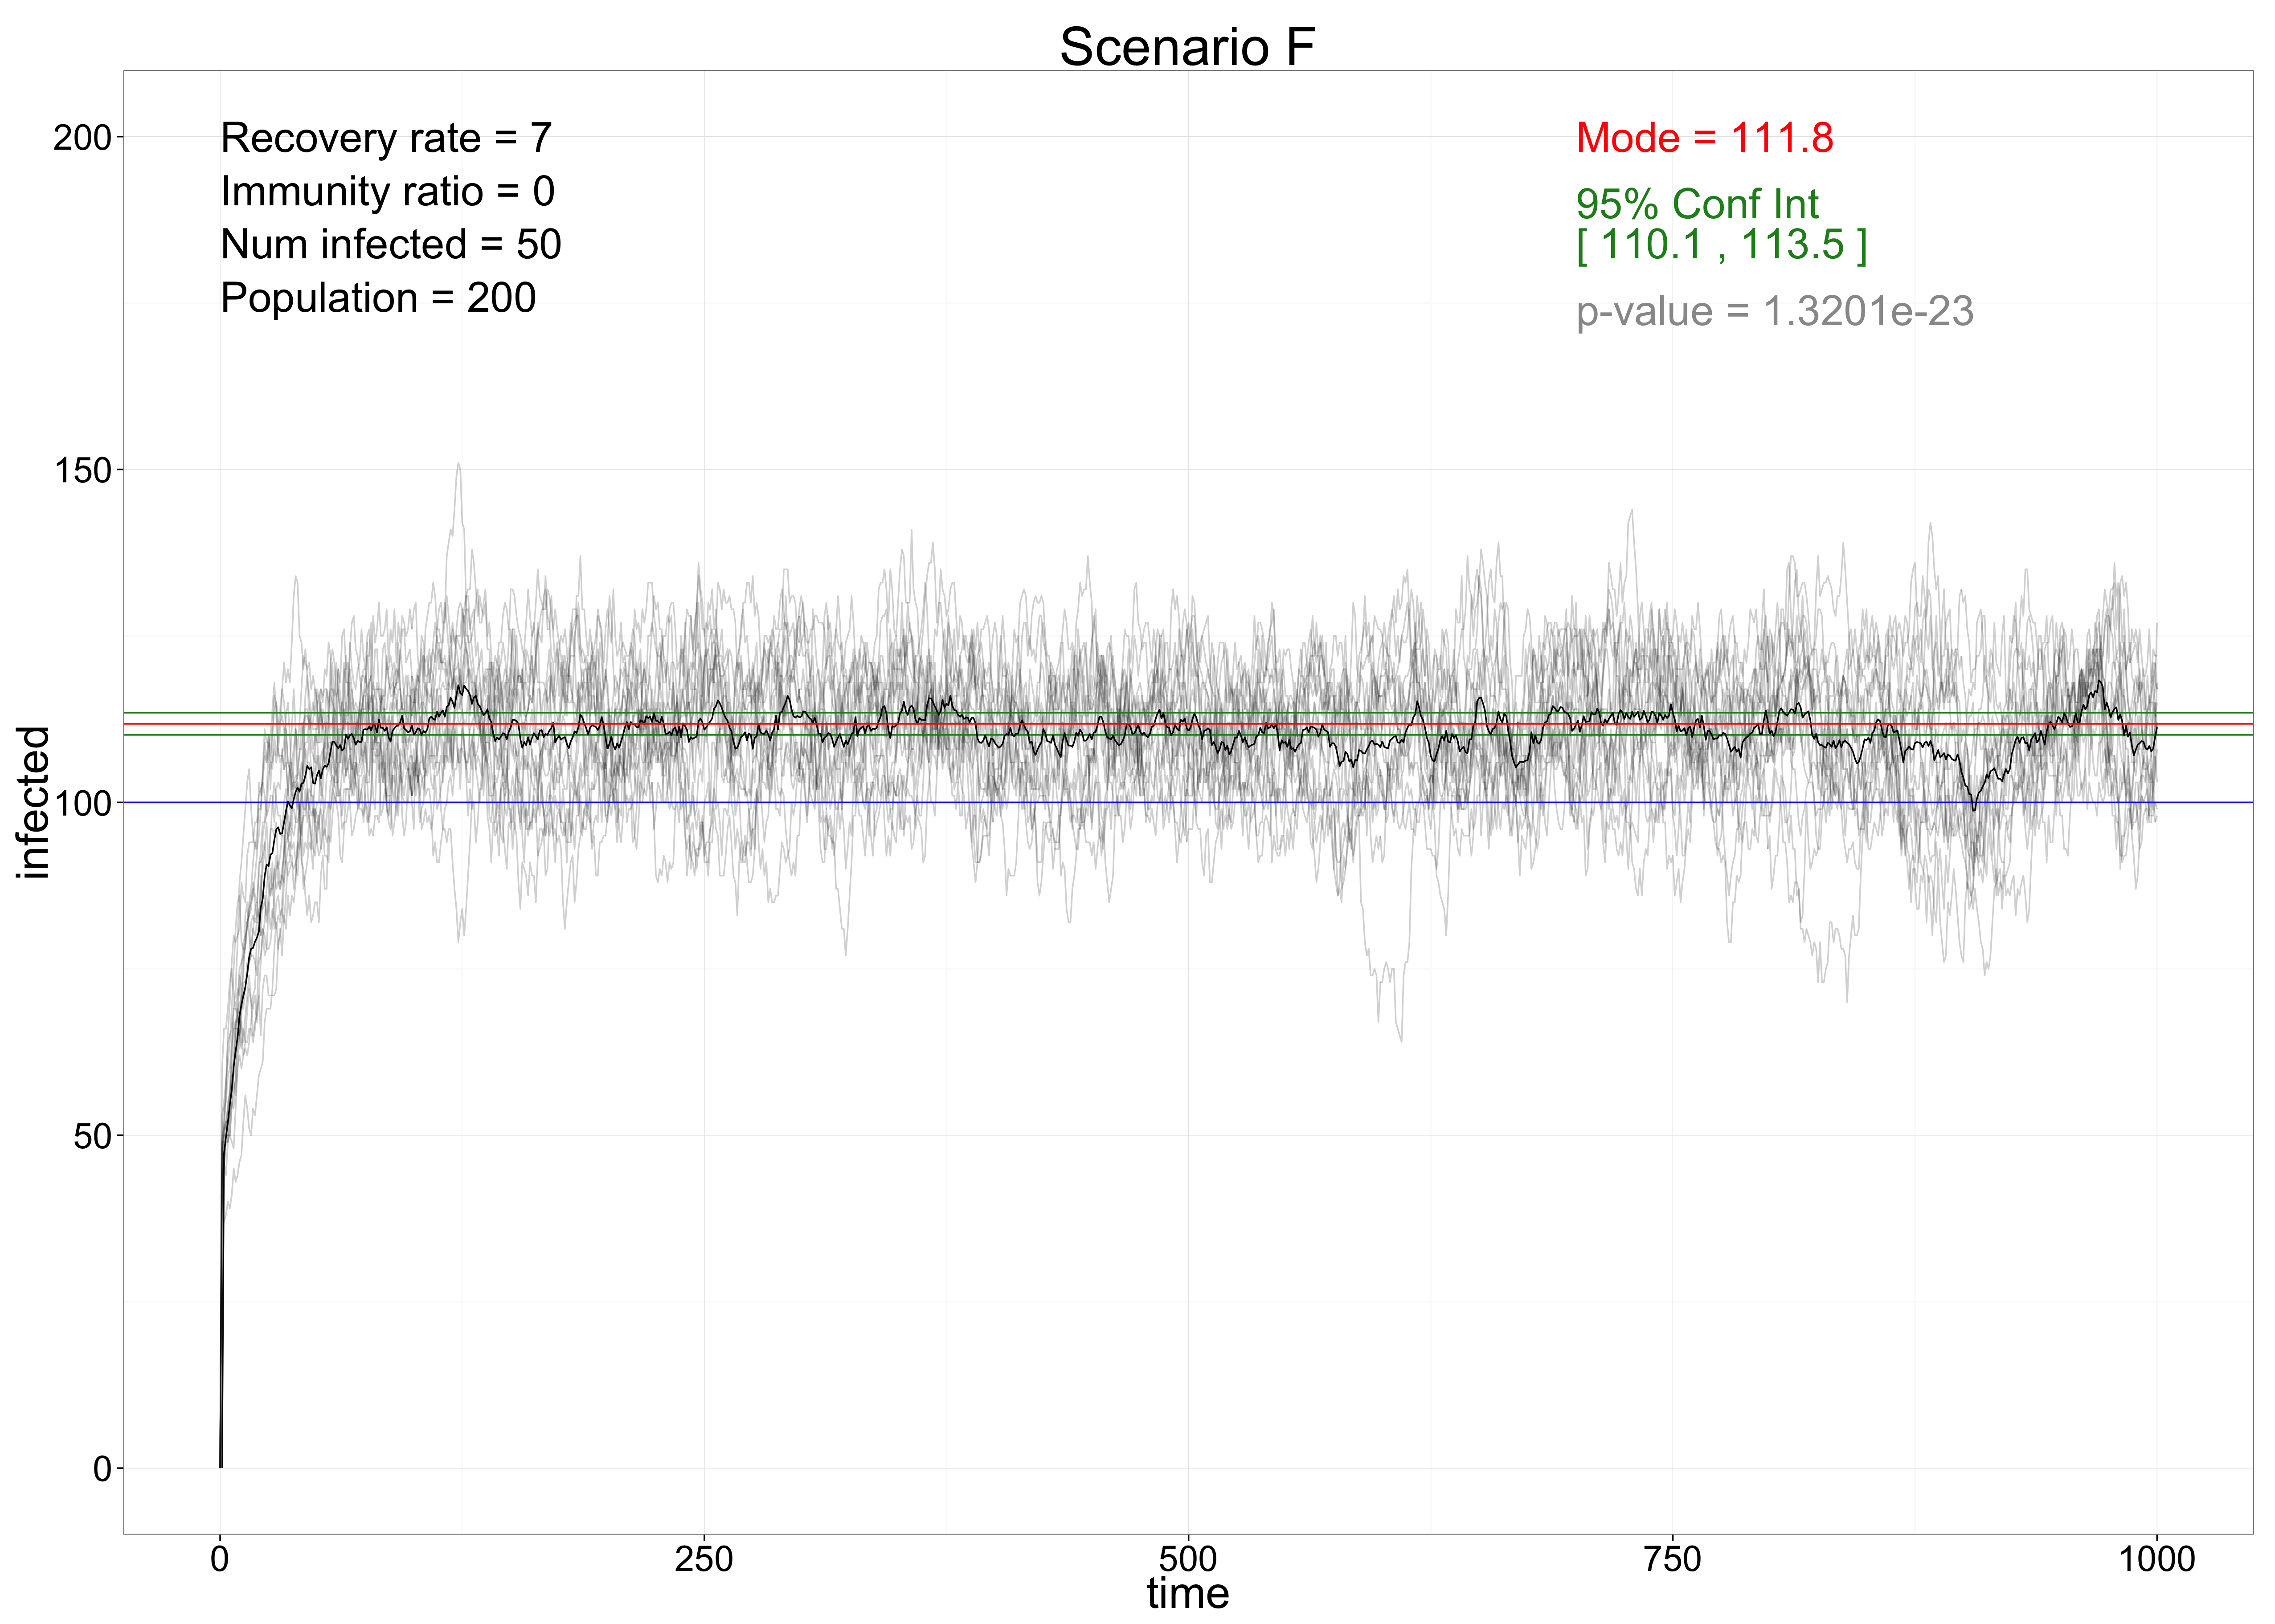 Scenario F
Recovery rate = 7
Immunity ratio = 0
Num infected = 50
Population = 200
Mode = 111.8
95% Conf Int
[ 110.1 , 113.5 ]
p-value = 1.3201e-23
infected
200
150
100
50
0
0 250 500 750 1000
time